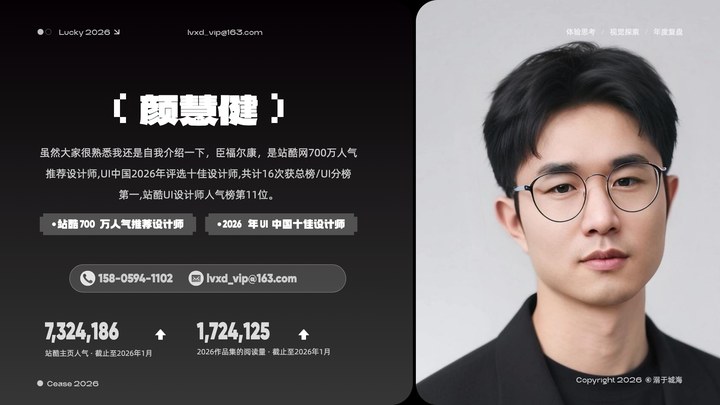 Lucky 2026 ↘
lvxd_vip@163.com
体验思考 / 视觉探索 / 年度复盘
( 颜慧健 )
虽然大家很熟悉我还是自我介绍一下，臣福尔康，是站酷网700万人气
推荐设计师,UI中国2026年评选十佳设计师,共计16次获总榜/UI分榜
第一,站酷UI设计师人气榜第11位。
•站酷700 万人气推荐设计师
•2026 年 UI 中国十佳设计师
158-0594-1102
lvxd_vip@163.com
7,324,186
1,724,125
站酷主页人气 · 截止至2026年1月
2026作品集的阅读量 · 截止至2026年1月
Cease 2026
Copyright 2026 ®溺于城海